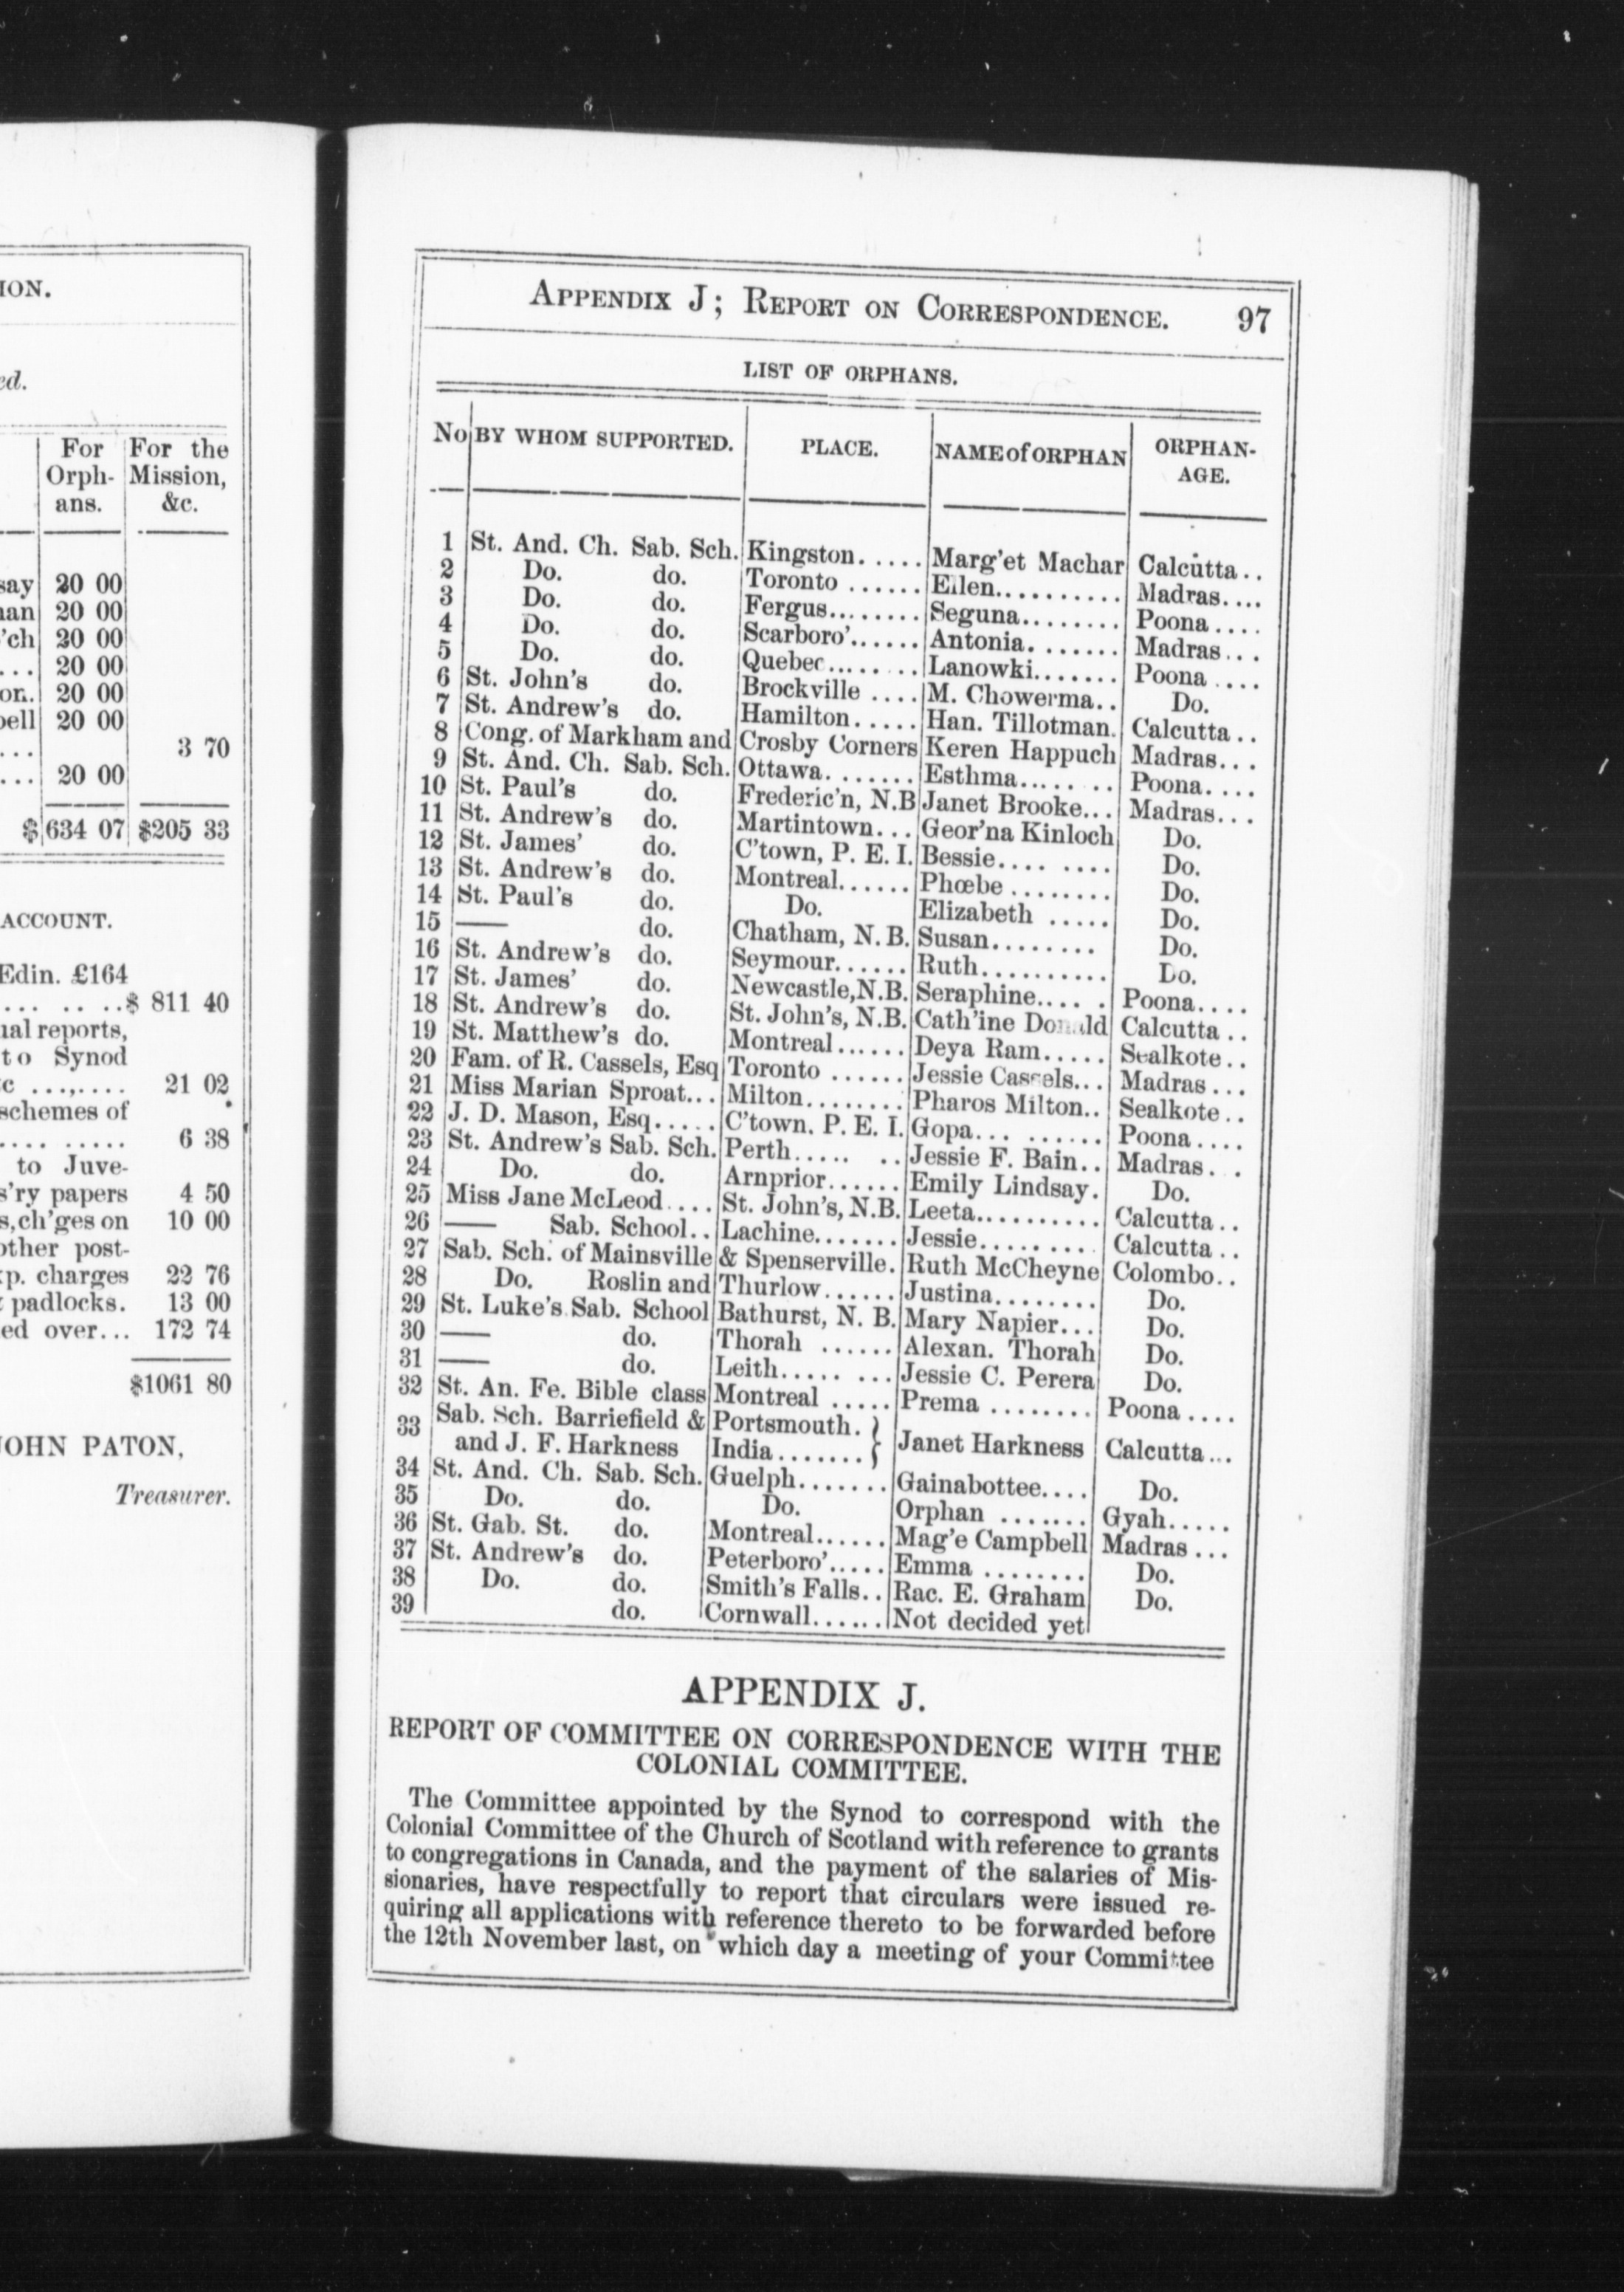 ION.
ed.
For For the
Orph- Mission,
ans. &c.
say 20 00
nan 20 00
'ch 20 00
... 20 00
on.. 20 00
bell 20 00
... 3 70
... 20 00
$ 634 07 $205 33
ACCOUNT.
Edin. £164
... .. ..$ 811 40
ual reports,
to Synod
&c ...,.... 21 02
schemes of
.... ..... 6 38
to Juve-
s'ry papers 4 50
s, ch'ges on 10 00
other post-
xp. charges 22 76
padlocks. 13 00
ed over... 172 74
$1061 80
JOHN PATON,
Treasurer.
APPENDIX J; REPORT ON CORRESPONDENCE. 97
LIST OF ORPHANS.
No BY WHOM SUPPORTED. PLACE. NAME of ORPHAN ORPHAN-
AGE.
1 St. And. Ch. Sab. Sch. Kingston..... Marg'et Machar Calcutta..
2 Do. do. Toronto ...... Ellen.......... Madras....
3 Do. do. Fergus........ Seguna........ Poona....
4 Do. do. Scarboro'...... Antonia....... Madras...
5 Do. do. Quebec........ Lanowki....... Poona....
6 St. John's do. Brockville .... M. Chowerma.. Do.
7 St. Andrew's do. Hamilton..... Han. Tillotman. Calcutta..
8 Cong. of Markham and Crosby Corners Keren Happuch Madras...
9 St. And. Ch. Sab. Sch. Ottawa....... Esthma....... Poona....
10 St. Paul's do. Frederic'n, N.B Janet Brooke... Madras...
11 St. Andrew's do. Martintown... Geor'na Kinloch Do.
12 St. James' do. C'town, P. E. I. Bessie........ Do.
13 St. Andrew's do. Montreal...... Phœbe ........ Do.
14 St. Paul's do. Do. Elizabeth ..... Do.
15 —— do. Chatham, N. B. Susan......... Do.
16 St. Andrew's do. Seymour...... Ruth.......... Do.
17 St. James' do. Newcastle, N.B. Seraphine.... . Poona....
18 St. Andrew's do. St. John's, N.B. Cath'ine Donald Calcutta..
19 St. Matthew's do. Montreal...... Deya Ram..... Sealkote..
20 Fam. of R. Cassels, Esq Toronto ...... Jessie Cassels... Madras...
21 Miss Marian Sproat... Milton........ Pharos Milton.. Sealkote..
22 J. D. Mason, Esq..... C'town. P. E. I. Gopa... ...... Poona....
23 St. Andrew's Sab. Sch. Perth..... .. Jessie F. Bain.. Madras. ..
24 Do. do. Arnprior...... Emily Lindsay. Do.
25 Miss Jane McLeod.... St. John's, N.B. Leeta.......... Calcutta..
26 —— Sab. School.. Lachine....... Jessie......... Calcutta..
27 Sab. Sch. of Mainsville & Spenserville. Ruth McCheyne Colombo..
28 Do. Roslin and Thurlow...... Justina........ Do.
29 St. Luke's Sab. School Bathurst, N. B. Mary Napier... Do.
30 —— do. Thorah ...... Alexan. Thorah Do.
31 —— do. Leith..... ... Jessie C. Perera Do.
32 St. An. Fe. Bible class Montreal ..... Prema ........ Poona....
33 Sab. Sch. Barriefield & Portsmouth. } Janet Harkness Calcutta...
and J. F. Harkness India.......}
34 St. And. Ch. Sab. Sch. Guelph....... Gainabottee.... Do.
35 Do. do. Do. Orphan ....... Gyah.....
36 St. Gab. St. do. Montreal...... Mag'e Campbell Madras...
37 St. Andrew's do. Peterboro'..... Emma ........ Do.
38 Do. do. Smith's Falls.. Rac. E. Graham Do.
39 do. Cornwall...... Not decided yet
APPENDIX J.
REPORT OF COMMITTEE ON CORRESPONDENCE WITH THE
COLONIAL COMMITTEE.
The Committee appointed by the Synod to correspond with the
Colonial Committee of the Church of Scotland with reference to grants
to congregations in Canada, and the payment of the salaries of Mis-
sionaries, have respectfully to report that circulars were issued re-
quiring all applications with reference thereto to be forwarded before
the 12th November last, on which day a meeting of your Committee